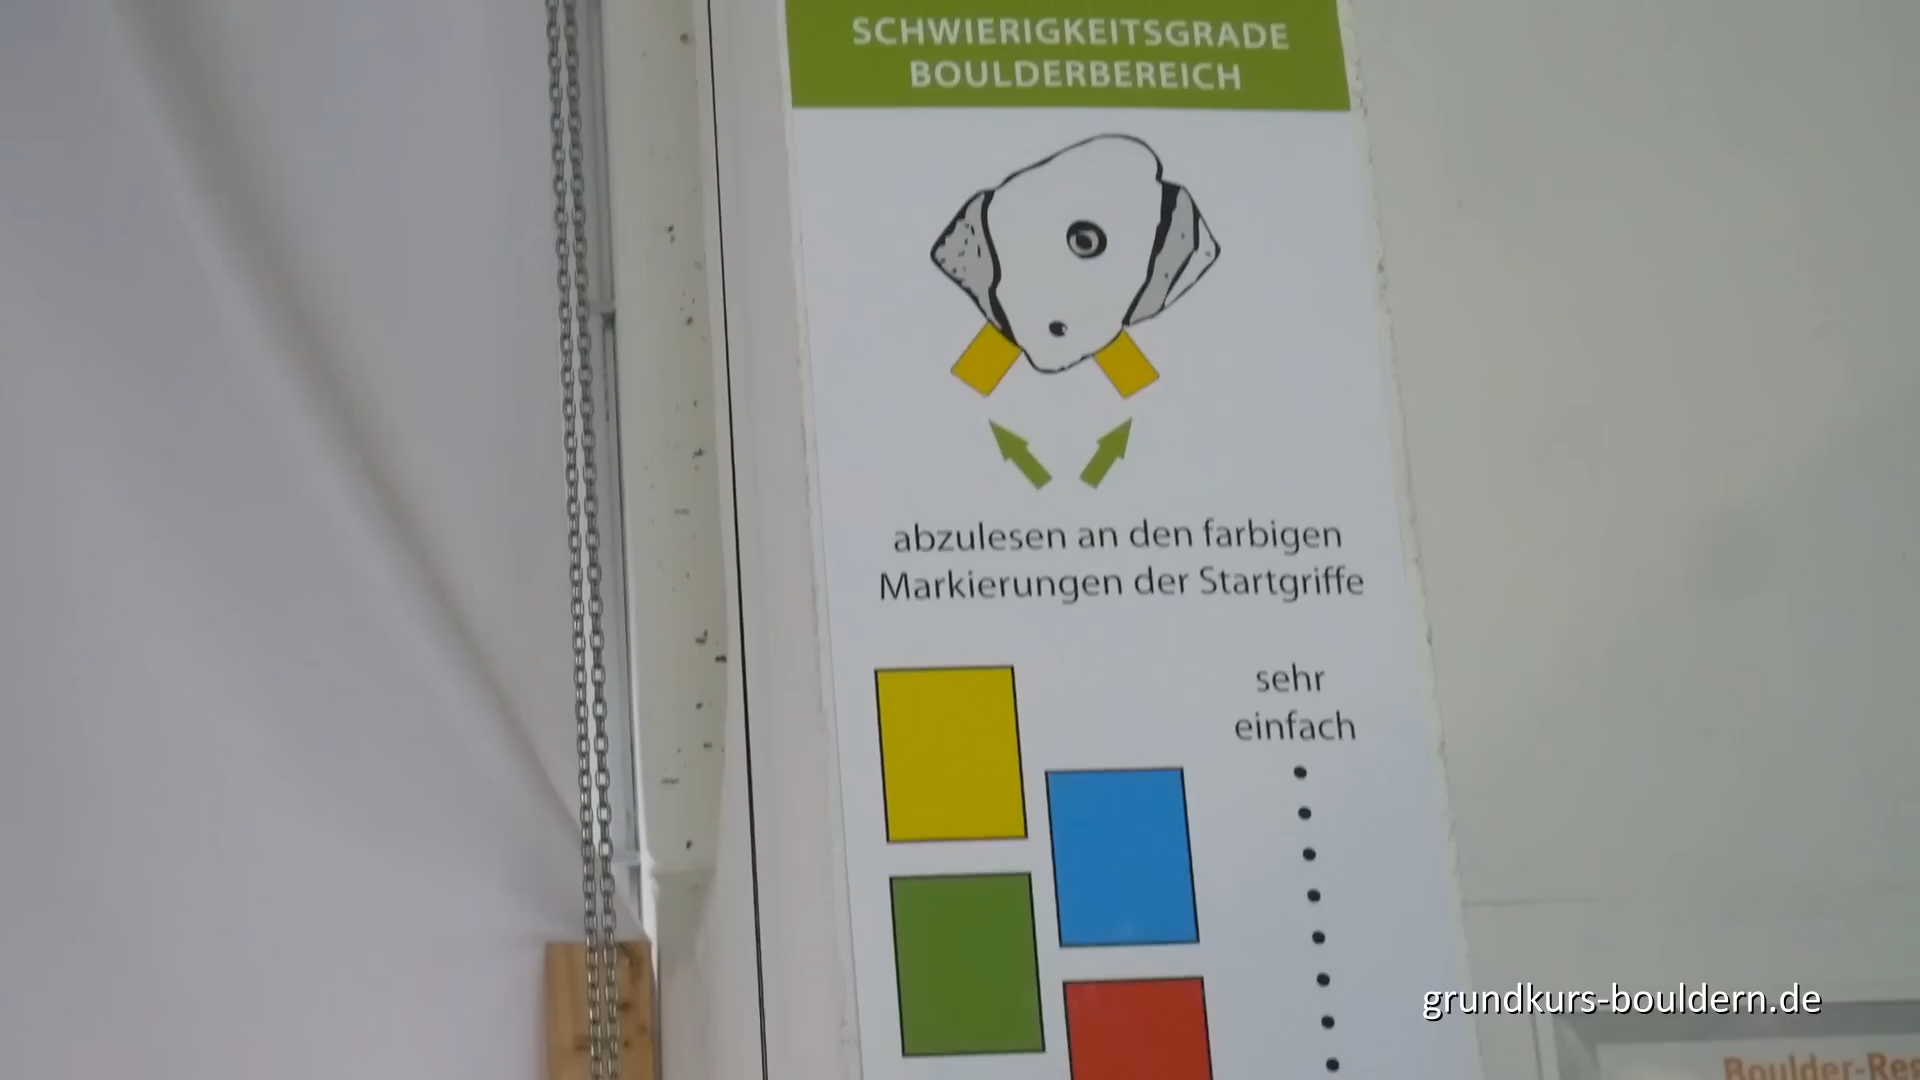 SCHWIERIGKEITSGRADE
BOULDERBEREICH
abzulesen an den farbigen
Markierungen der Startgriffe
sehr
einfach
grundkurs-bouldern.de